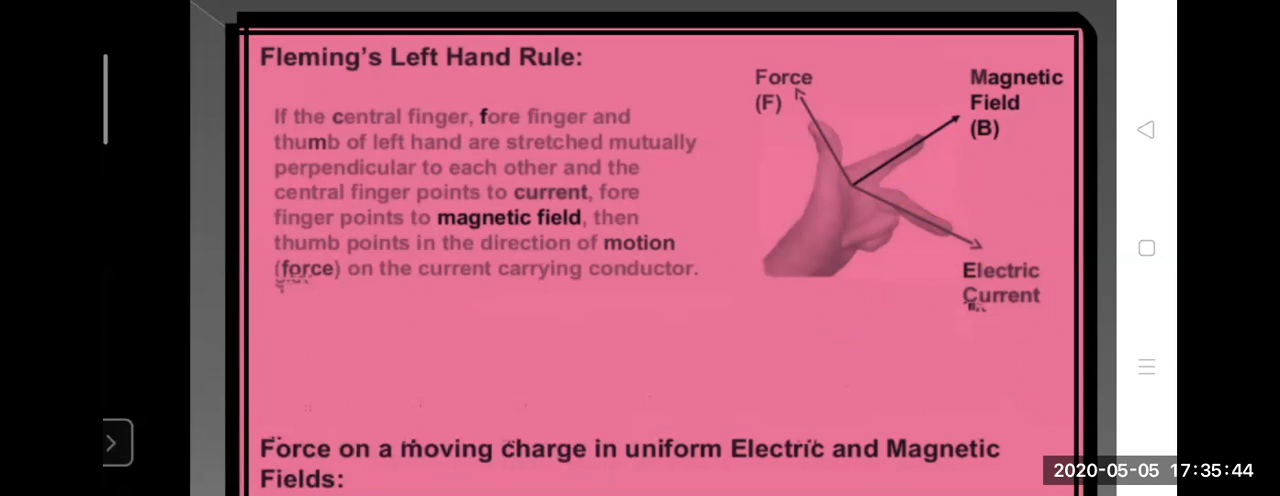 Fleming's Left Hand Rule:
If the central finger, fore finger and
thumb of left hand are stretched mutually
perpendicular to each other and the
central finger points to current, fore
finger points to magnetic field, then
thumb points in the direction of motion
(force) on the current carrying conductor.
Force
(F)
Magnetic
Field
(B)
Electric
Current
Force on a moving charge in uniform Electric and Magnetic
Fields:
2020-05-05 17:35:44